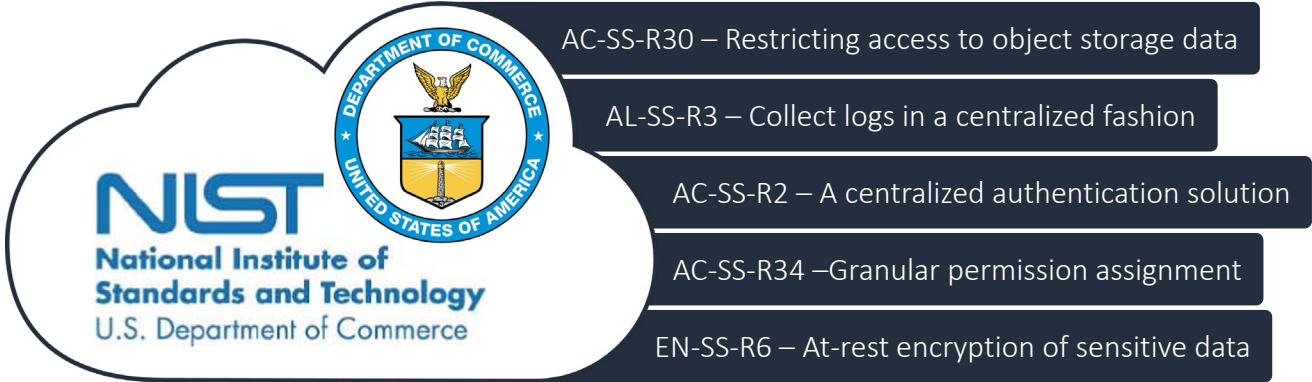 DEPARTMENT OF COMMERCE
UNITED STATES OF AMERICA
NIST
National Institute of
Standards and Technology
U.S. Department of Commerce
AC-SS-R30 – Restricting access to object storage data
AL-SS-R3 – Collect logs in a centralized fashion
AC-SS-R2 – A centralized authentication solution
AC-SS-R34 –Granular permission assignment
EN-SS-R6 – At-rest encryption of sensitive data